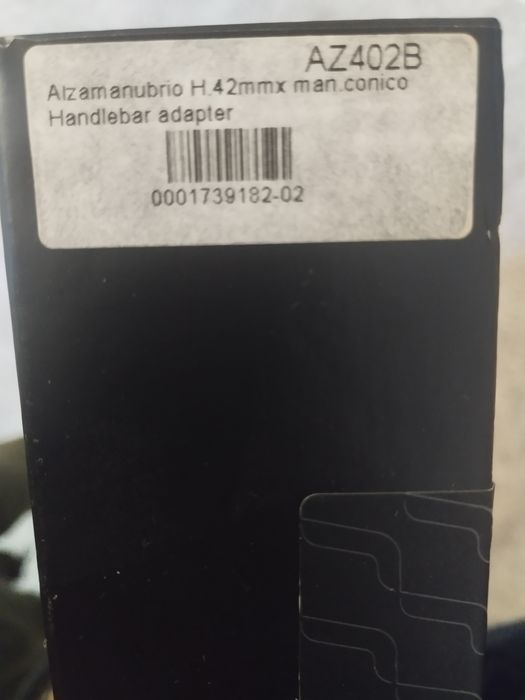 AZ402B
Alzamanubrio H.42mmx man.conico
Handlebar adapter
0001739182-02